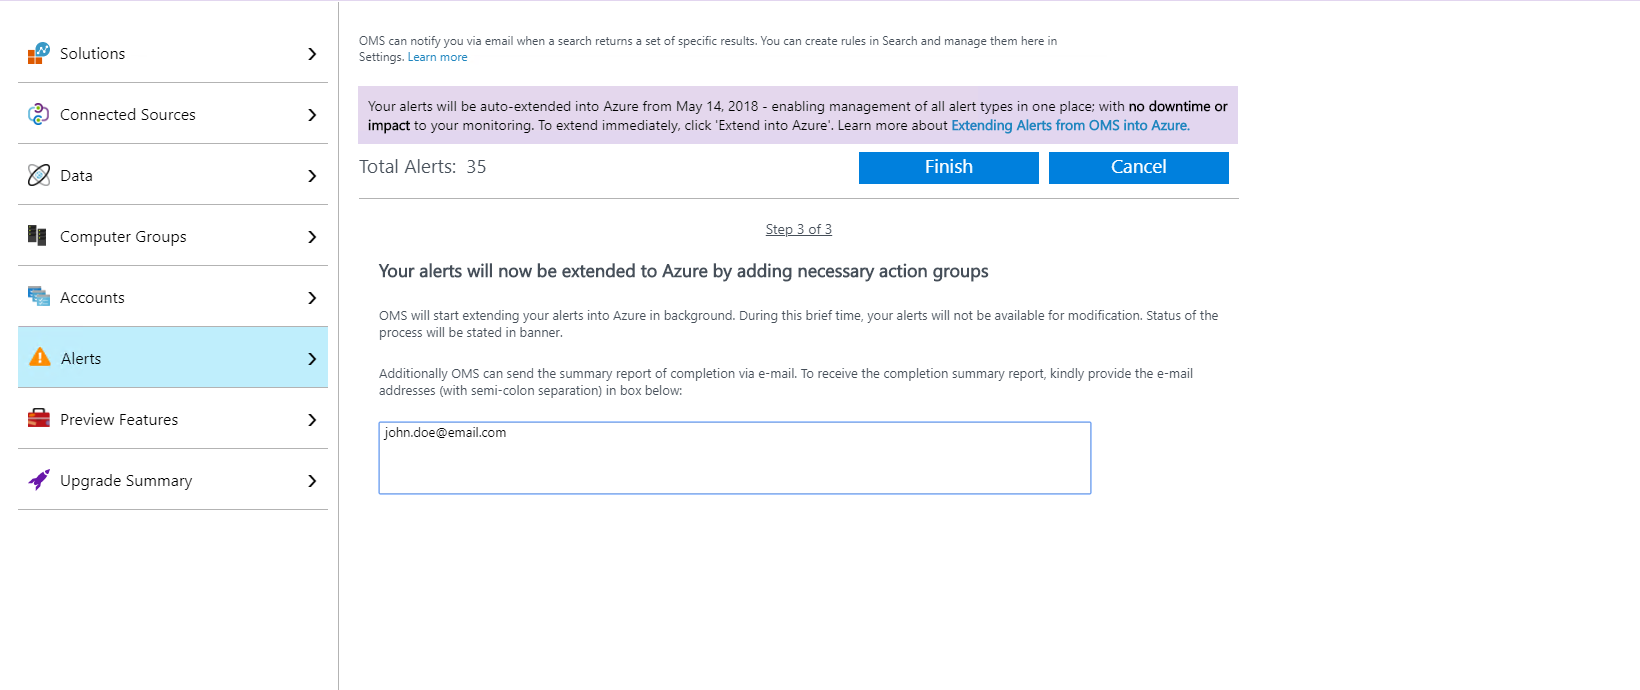 Solutions
Connected Sources
Data
Computer Groups
Accounts
Alerts
Preview Features
Upgrade Summary
OMS can notify you via email when a search returns a set of specific results. You can create rules in Search and manage them here in
Settings. Learn more
Your alerts will be auto-extended into Azure from May 14, 2018 - enabling management of all alert types in one place; with no downtime or
impact to your monitoring. To extend immediately, click 'Extend into Azure'. Learn more about Extending Alerts from OMS into Azure.
Total Alerts: 35
Finish
Cancel
Step 3 of 3
Your alerts will now be extended to Azure by adding necessary action groups
OMS will start extending your alerts into Azure in background. During this brief time, your alerts will not be available for modification. Status of the
process will be stated in banner.
Additionally OMS can send the summary report of completion via e-mail. To receive the completion summary report, kindly provide the e-mail
addresses (with semi-colon separation) in box below:
john.doe@email.com